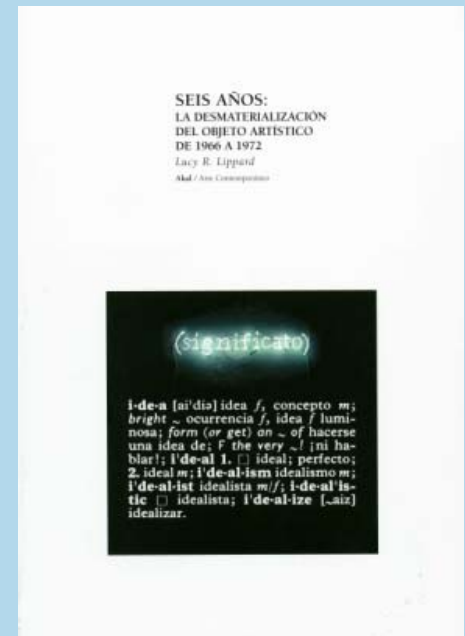 SEIS AÑOS:
LA DESMATERIALIZACIÓN
DEL OBJETO ARTÍSTICO
DE 1966 A 1972
Lucy R. Lippard
Akal / Arte Contemporáneo
(significato)
i·de·a [ai'diə] idea f, concepto m;
bright ~ ocurrencia f, idea f lumi-
nosa; form (or get) an ~ of hacerse
una idea de; F the very ~! ¡ni ha-
blar!; i'de·al 1. □ ideal; perfecto;
2. ideal m; i'de·al·ism idealismo m;
i'de·al·ist idealista m/f; i·de·al'is-
tic □ idealista; i'de·al·ize [~aiz]
idealizar.